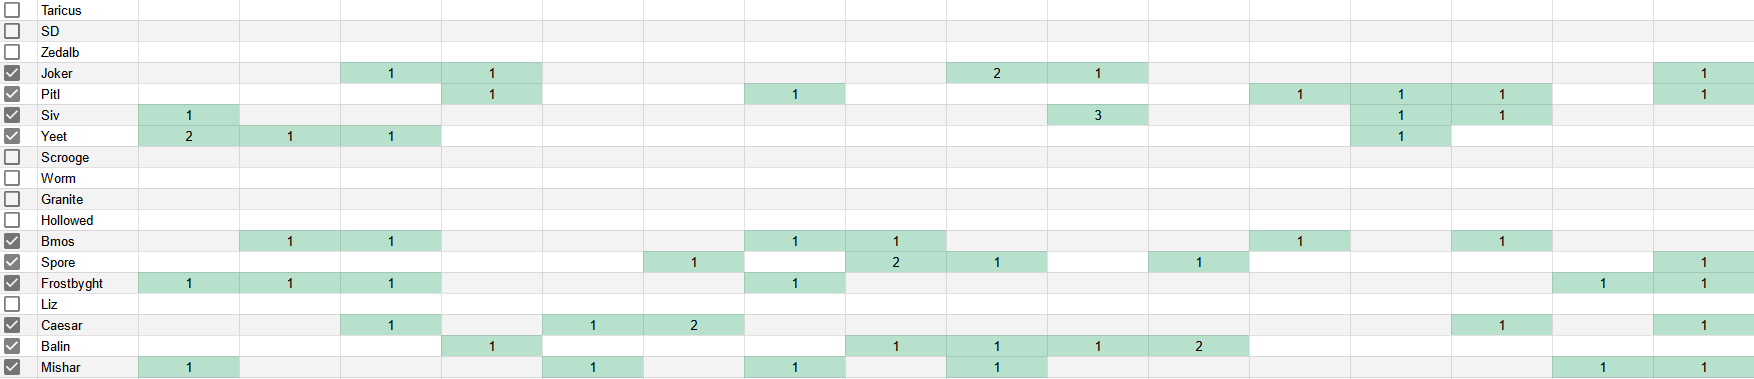 Taricus
SD
Zedalb
Joker 1 1 2 1 1
Pitl 1 1 1 1 1 1
Siv 1 3 1 1
Yeet 2 1 1 1
Scrooge
Worm
Granite
Hollowed
Bmos 1 1 1 1 1 1
Spore 1 2 1 1 1
Frostbyght 1 1 1 1 1 1
Liz
Caesar 1 1 2 1 1
Balin 1 1 1 1 2
Mishar 1 1 1 1 1 1